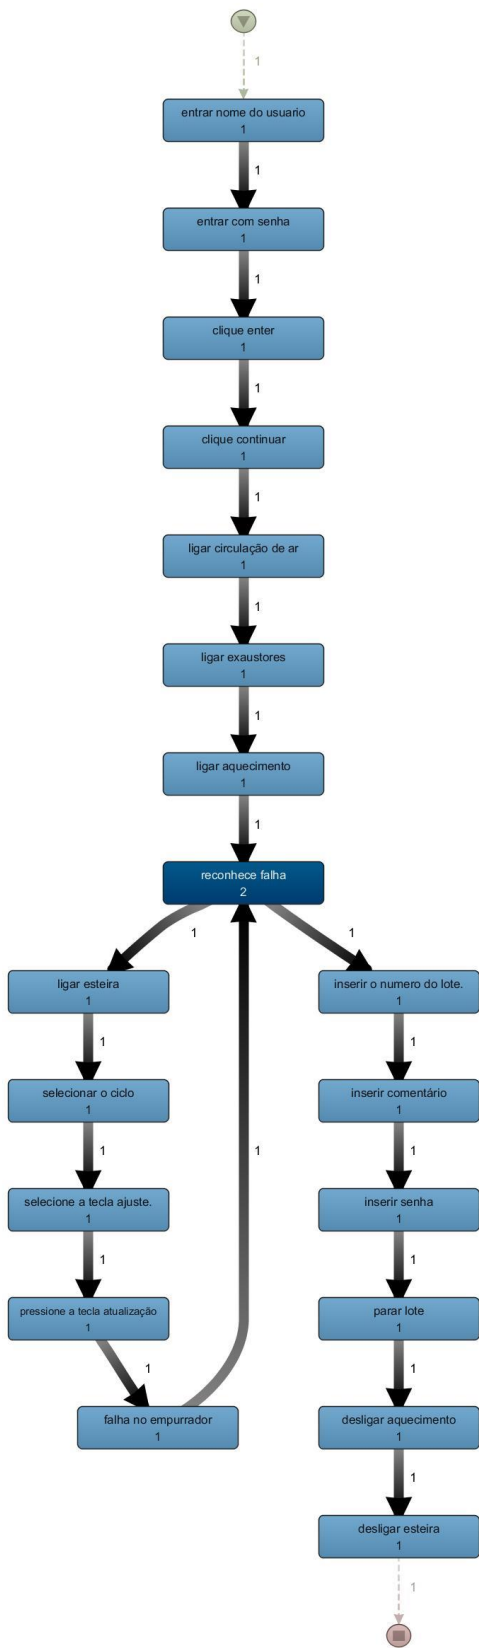 1
entrar nome do usuario
1
1
entrar com senha
1
1
clique enter
1
1
clique continuar
1
1
ligar circulação de ar
1
1
ligar exaustores
1
1
ligar aquecimento
1
1
reconhece falha
2
1
ligar esteira
1
1
selecionar o ciclo
1
1
selecione a tecla ajuste.
1
1
pressione a tecla atualização
1
1
falha no empurrador
1
1
1
inserir o numero do lote.
1
1
inserir comentário
1
1
inserir senha
1
1
parar lote
1
1
desligar aquecimento
1
1
desligar esteira
1
1